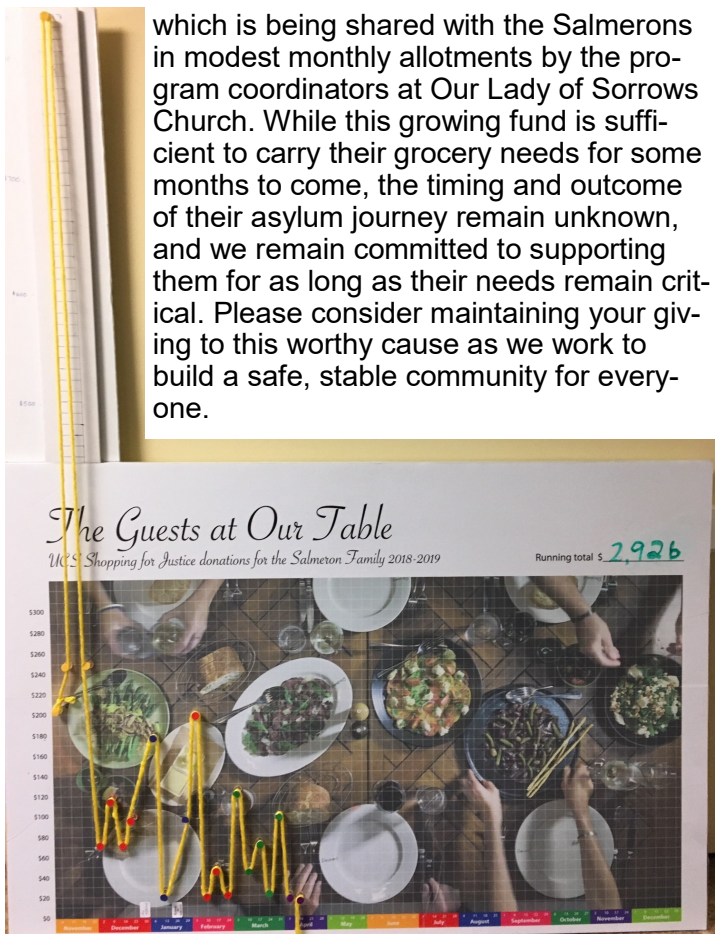 which is being shared with the Salmerons
in modest monthly allotments by the pro-
gram coordinators at Our Lady of Sorrows
Church. While this growing fund is suffi-
cient to carry their grocery needs for some
months to come, the timing and outcome
of their asylum journey remain unknown,
and we remain committed to supporting
them for as long as their needs remain crit-
ical. Please consider maintaining your giv-
ing to this worthy cause as we work to
build a safe, stable community for every-
one.
$600
$500
The Guests at Our Table
UCS Shopping for Justice donations for the Salmeron Family 2018-2019
Running total $ 2,926
$300
$280
$260
$240
$220
$200
$180
$160
$140
$120
$100
$80
$60
$40
$20
$0
November December January February March April May June July August September October November December